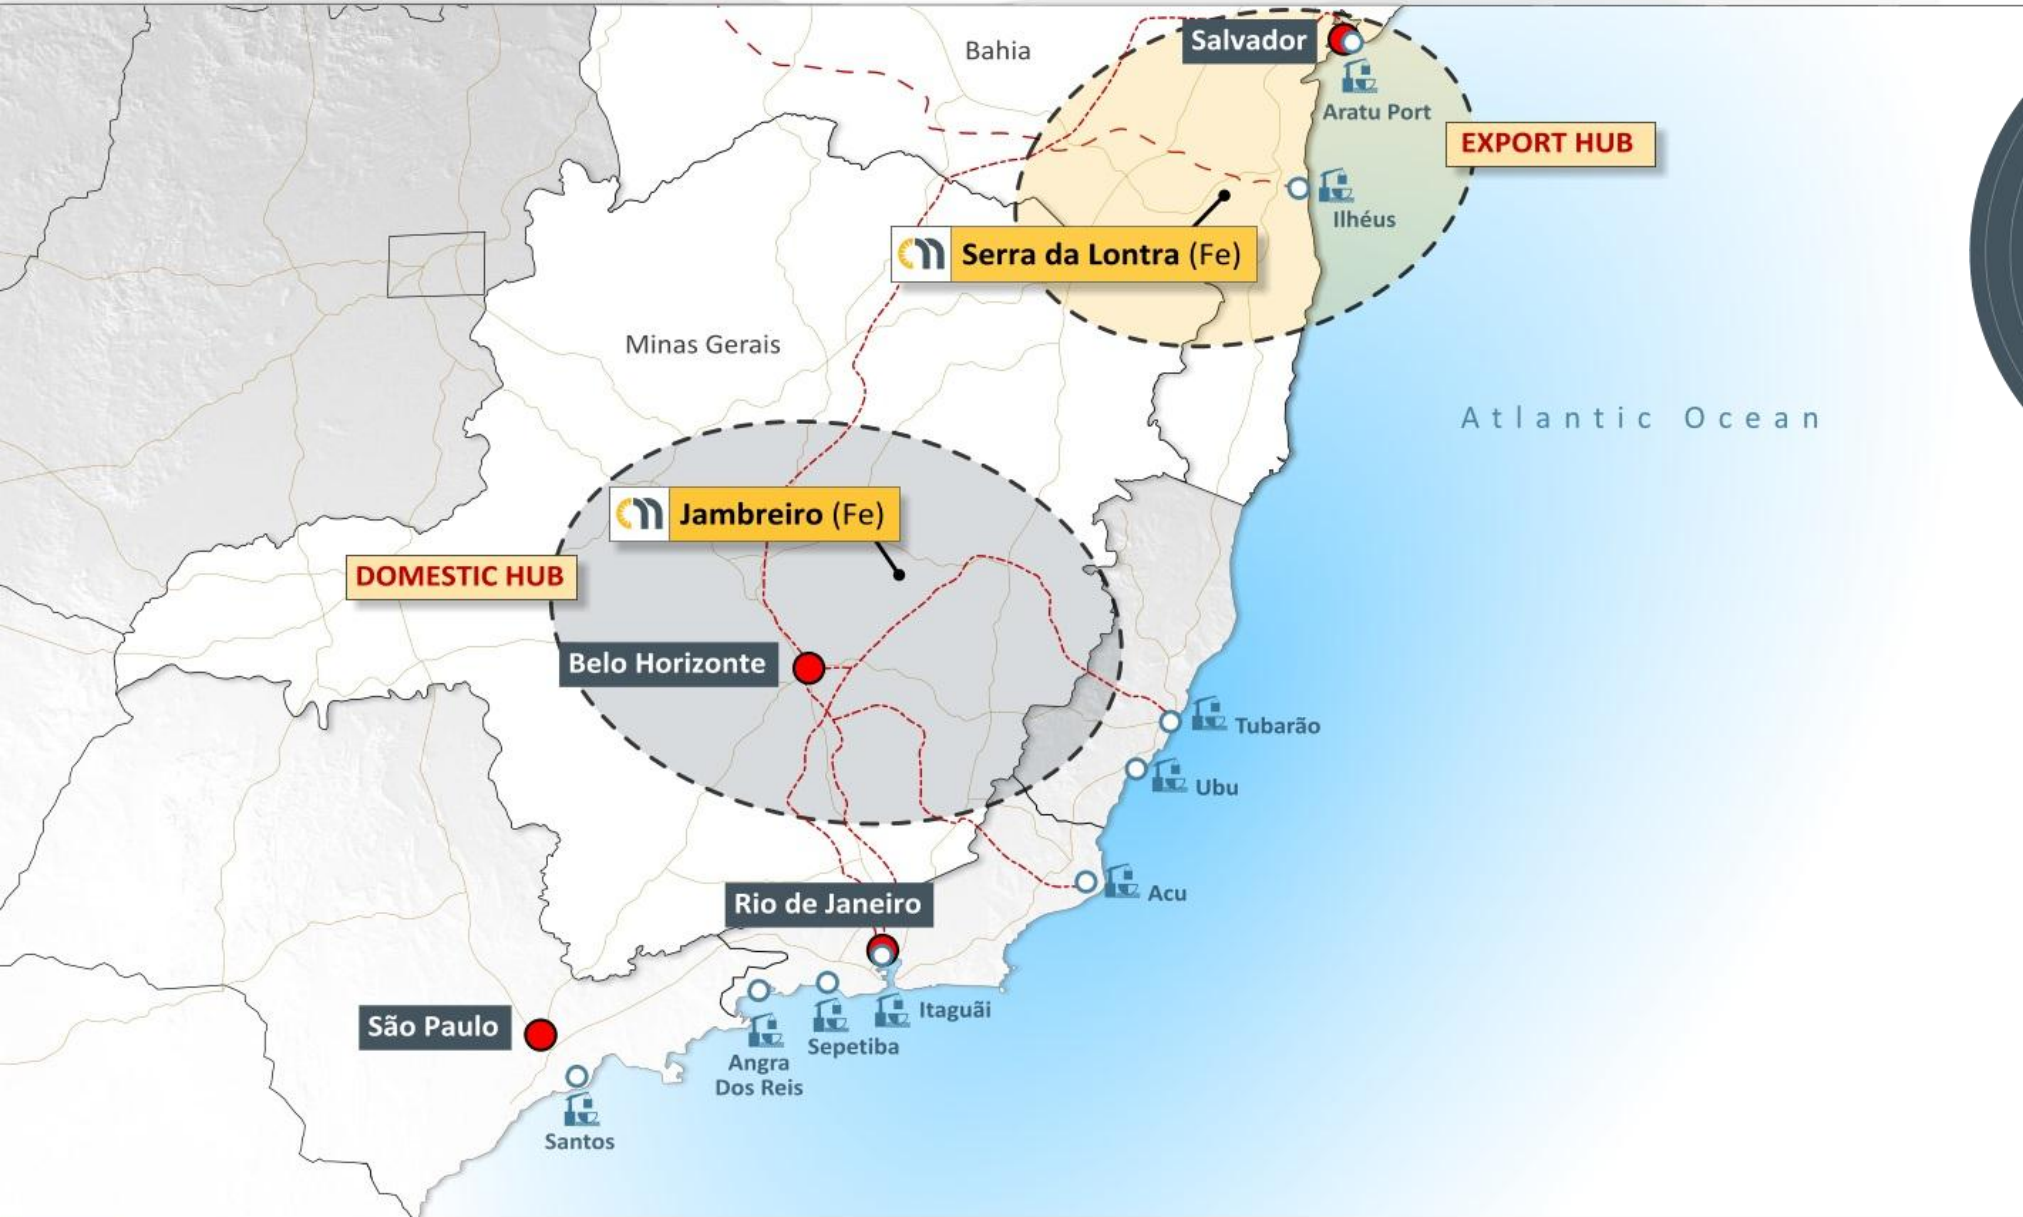 Bahia
Salvador
Aratu Port
EXPORT HUB
Ilhéus
Serra da Lontra (Fe)
Minas Gerais
Atlantic Ocean
Jambreiro (Fe)
DOMESTIC HUB
Belo Horizonte
Tubarão
Ubu
Acu
Rio de Janeiro
Itaguãi
São Paulo
Sepetiba
Angra
Dos Reis
Santos